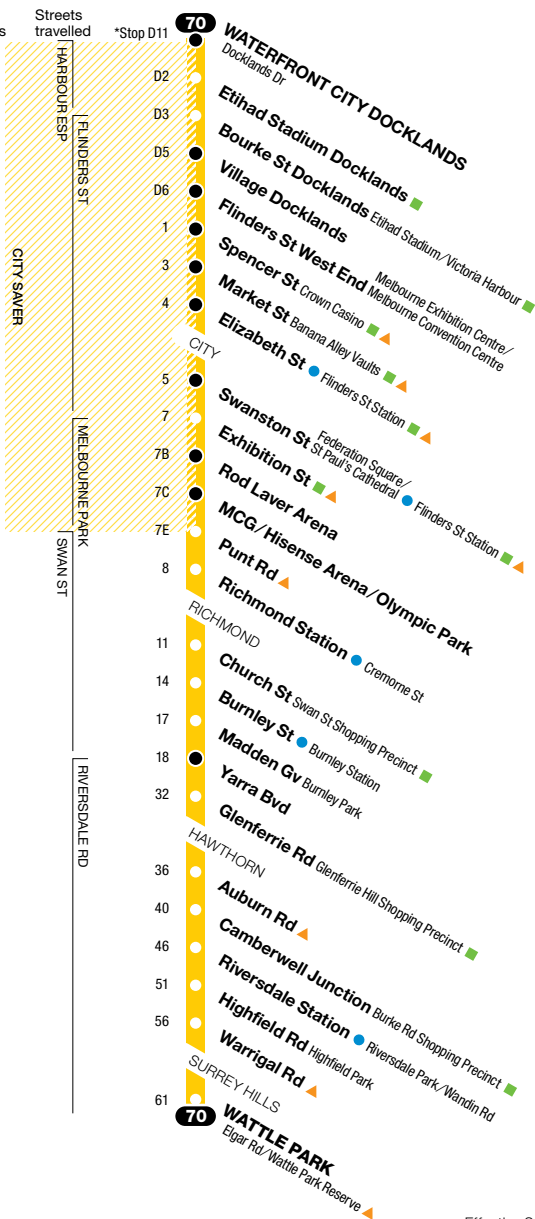 s
Streets
travelled
*Stop D11
70
WATERFRONT CITY DOCKLANDS
Docklands Dr
D2
D3
Etihad Stadium Docklands
D5
Bourke St Docklands Etihad Stadium/Victoria Harbour
D6
Village Docklands
1
Flinders St West End Melbourne Exhibition Centre/
Melbourne Convention Centre
3
Spencer St Crown Casino
4
Market St Banana Alley Vaults
CITY
Elizabeth St Flinders St Station
5
Swanston St Federation Square/
St Paul's Cathedral Flinders St Station
7
Exhibition St
7B
Rod Laver Arena
7C
MCG/Hisense Arena/Olympic Park
7E
Punt Rd
8
Richmond Station Cremorne St
RICHMOND
11
Church St Swan St Shopping Precinct
14
Burnley St Burnley Station
17
Madden Gv Burnley Park
18
Yarra Bvd
32
Glenferrie Rd Glenferrie Hill Shopping Precinct
HAWTHORN
36
Auburn Rd
40
Camberwell Junction Burke Rd Shopping Precinct
46
Riversdale Station Riversdale Park/Wandin Rd
51
Highfield Rd Highfield Park
56
Warrigal Rd
SURREY HILLS
61
70
WATTLE PARK
Elgar Rd/Wattle Park Reserve
HARBOUR ESP
FLINDERS ST
CITY SAVER
MELBOURNE PARK
SWAN ST
RIVERSDALE RD